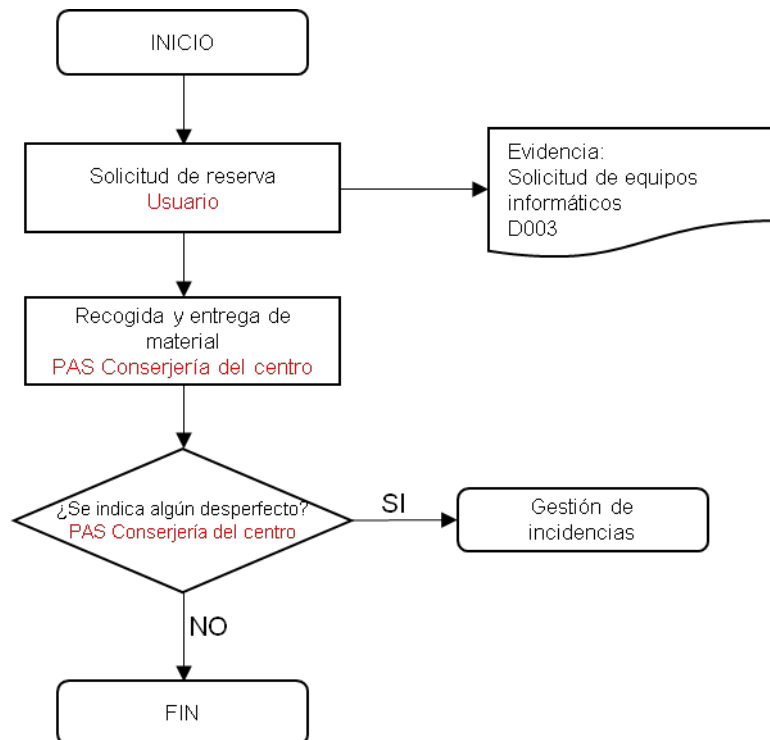 INICIO
Solicitud de reserva
Usuario
Evidencia:
Solicitud de equipos
informáticos
D003
Recogida y entrega de
material
PAS Conserjería del centro
¿Se indica algún desperfecto?
PAS Conserjería del centro
SI
Gestión de
incidencias
NO
FIN